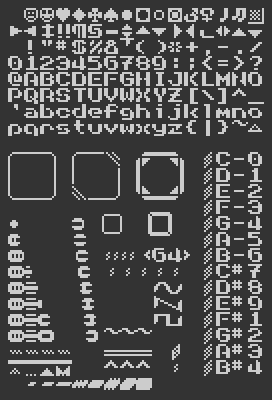 ☺☻♥♦♣♠•◘○◙♂♀♪♫☼
►◄↕‼¶§▬↨↑↓→←∟↔▲▼
!"#$%&'()*+,-./
0123456789:;<=>?
@ABCDEFGHIJKLMNO
PQRSTUVWXYZ[\]^_
'abcdefghijklmno
pqrstuvwxyz{|}~
C-0
D-1
E-2
F-3
G-4
A-5
B-6
C#7
D#8
E#9
F#1
G#2
A#3
B#4
<G4>